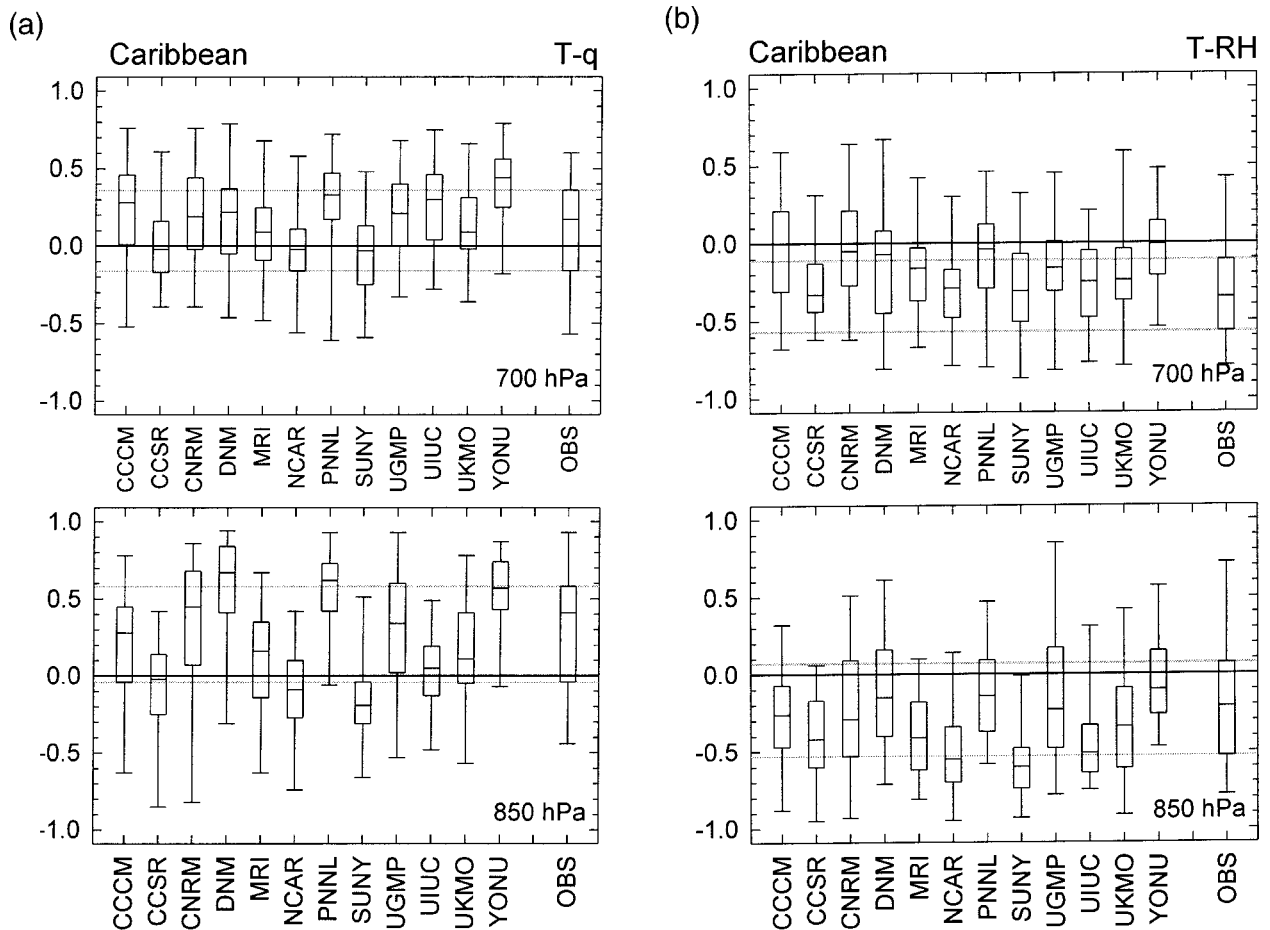 (a)
Caribbean T-q
1.0
0.5
0.0
-0.5
-1.0
700 hPa
CCCM
CCSR
CNRM
DNM
MRI
NCAR
PNNL
SUNY
UGMP
UIUC
UKMO
YONU
OBS
1.0
0.5
0.0
-0.5
-1.0
850 hPa
CCCM
CCSR
CNRM
DNM
MRI
NCAR
PNNL
SUNY
UGMP
UIUC
UKMO
YONU
OBS
(b)
Caribbean T-RH
1.0
0.5
0.0
-0.5
-1.0
700 hPa
CCCM
CCSR
CNRM
DNM
MRI
NCAR
PNNL
SUNY
UGMP
UIUC
UKMO
YONU
OBS
1.0
0.5
0.0
-0.5
-1.0
850 hPa
CCCM
CCSR
CNRM
DNM
MRI
NCAR
PNNL
SUNY
UGMP
UIUC
UKMO
YONU
OBS